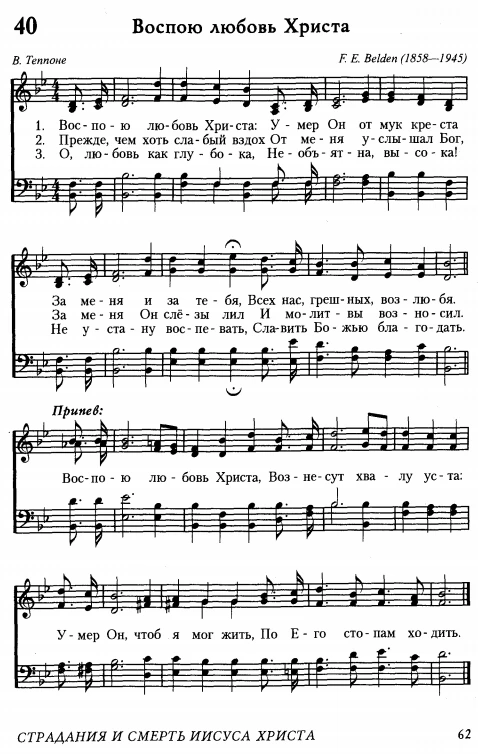 40 Воспою любовь Христа
В. Теппоне F. E. Belden (1858—1945)
1. Вос-по-ю лю-бовь Хри-ста: У-мер Он от мук кре-ста
2. Прежде, чем хоть сла-бый вздох От ме-ня у-слы-шал Бог,
3. О, лю-бовь как глу-бо-ка, Не-объ-ят-на, вы-со-ка!
За ме-ня и за те-бя, Всех нас, греш-ных, воз-лю-бя.
За ме-ня Он слё-зы лил И мо-лит-вы воз-но-сил.
Не у-ста-ну вос-пе-вать, Сла-вить Бо-жью бла-го-дать.
Припев:
Вос-по-ю лю-бовь Христа, Воз-не-сут хва-лу ус-та:
У-мер Он, чтоб я мог жить, По Е-го сто-пам хо-дить.
СТРАДАНИЯ И СМЕРТЬ ИИСУСА ХРИСТА 62